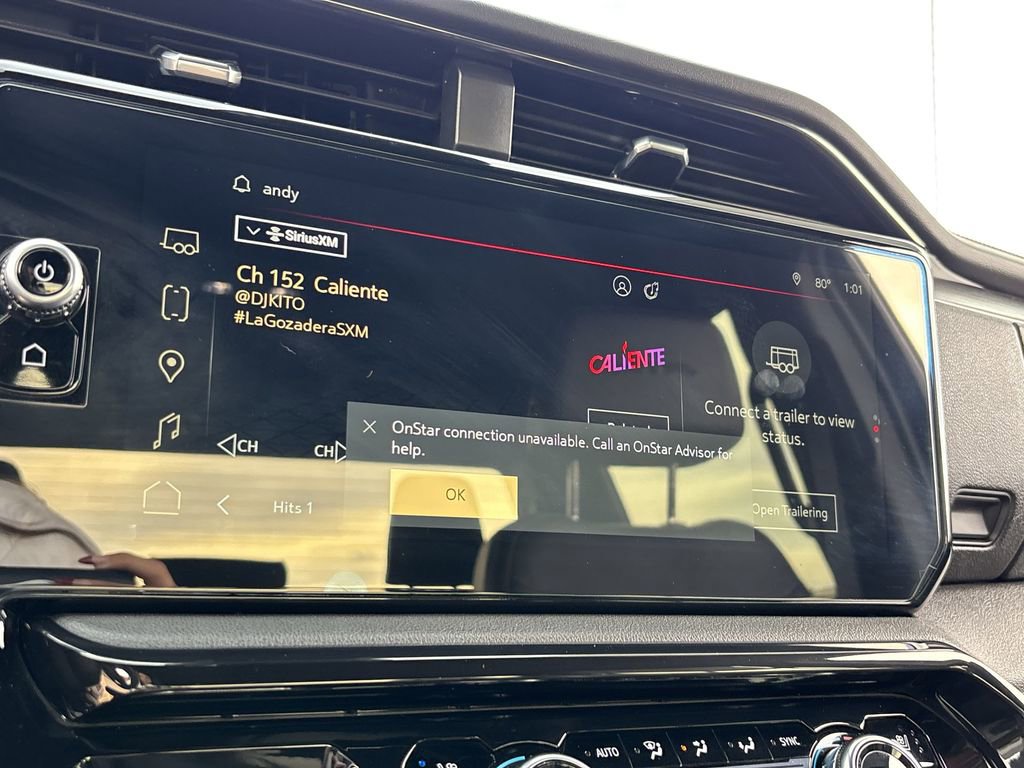 andy
SiriusXM
Ch 152 Caliente
@DJKITO
#LaGozaderaSXM
80° 1:01
CALIENTE
Connect a trailer to view
status.
CH
CH
OnStar connection unavailable. Call an OnStar Advisor for
help.
OK
Hits 1
Open Trailering
AUTO
SYNC